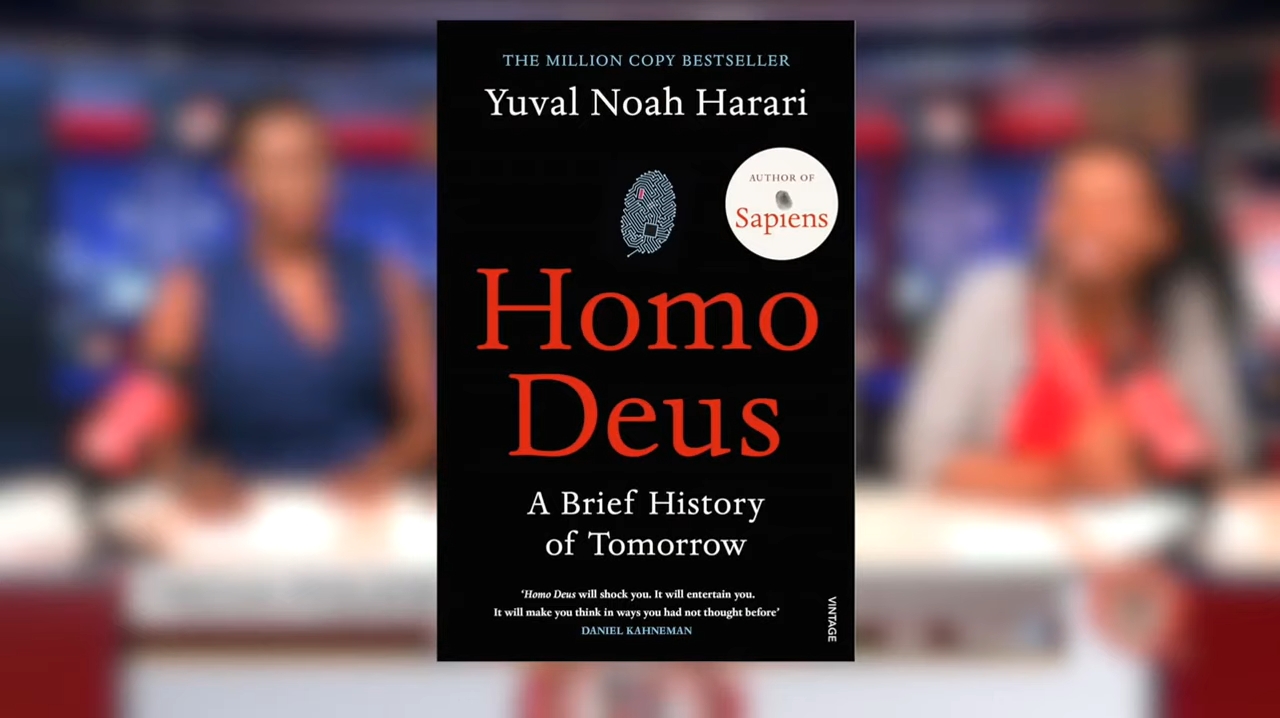 THE MILLION COPY BESTSELLER
Yuval Noah Harari
AUTHOR OF
Sapiens
Homo
Deus
A Brief History
of Tomorrow
‘Homo Deus will shock you. It will entertain you.
It will make you think in ways you had not thought before’
DANIEL KAHNEMAN
VINTAGE